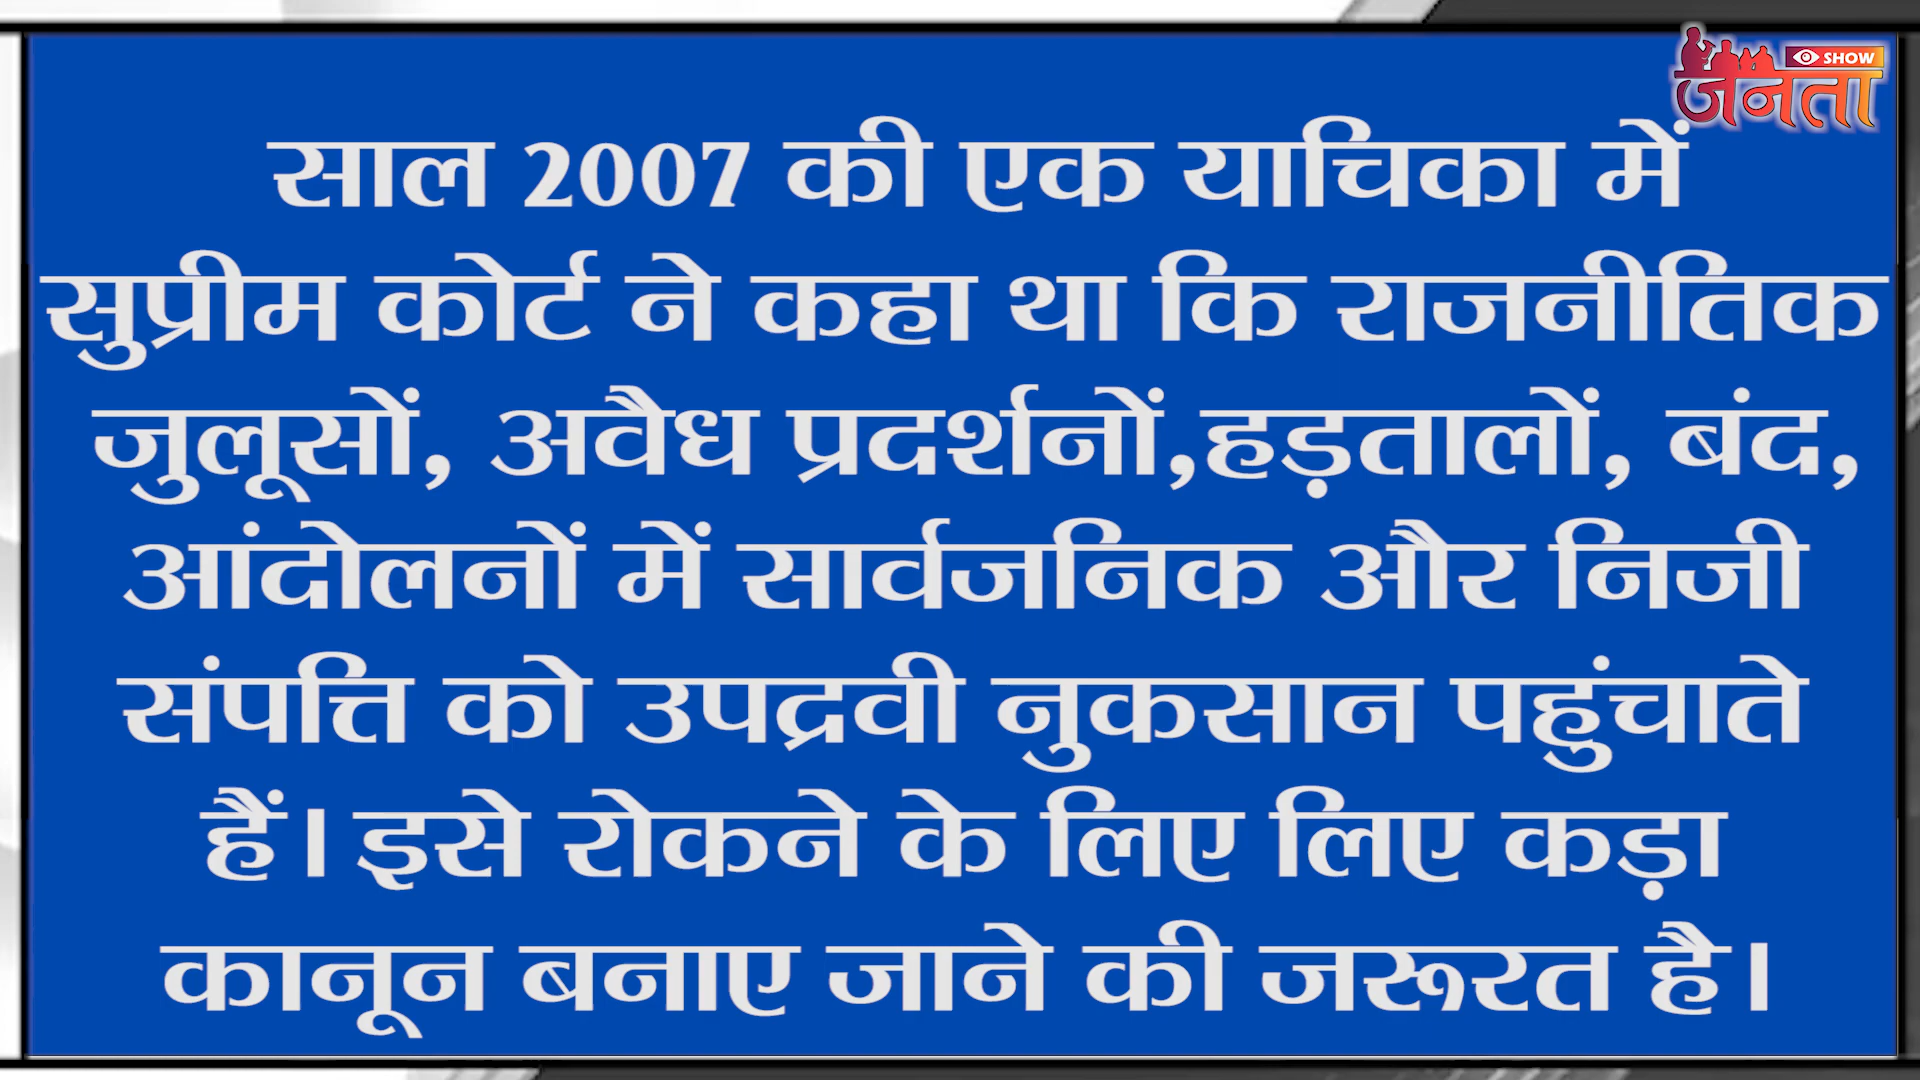 SHOW
जनता
साल 2007 की एक याचिका में
सुप्रीम कोर्ट ने कहा था कि राजनीतिक
जुलूसों, अवैध प्रदर्शनों,हड़तालों, बंद,
आंदोलनों में सार्वजनिक और निजी
संपत्ति को उपद्रवी नुकसान पहुंचाते
हैं। इसे रोकने के लिए लिए कड़ा
कानून बनाए जाने की जरूरत है।